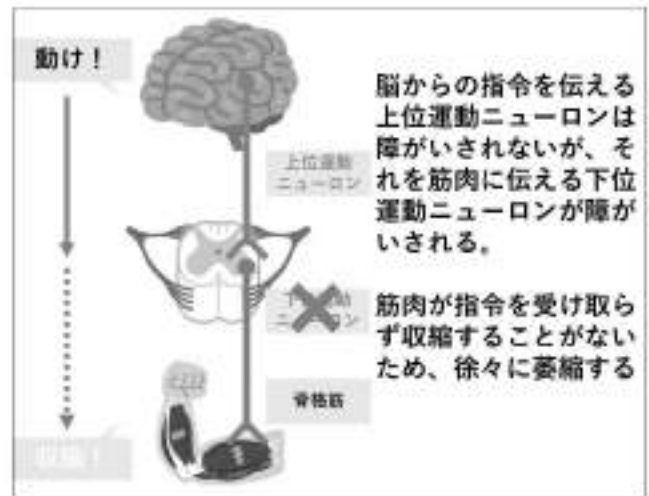 動け！
脳からの指令を伝える
上位運動ニューロンは
障がいされないが、そ
れを筋肉に伝える下位
運動ニューロンが障が
いされる。
上位運動
ニューロン
ニューロン
筋肉が指令を受け取ら
ず収縮することがない
ため、徐々に萎縮する
骨格筋